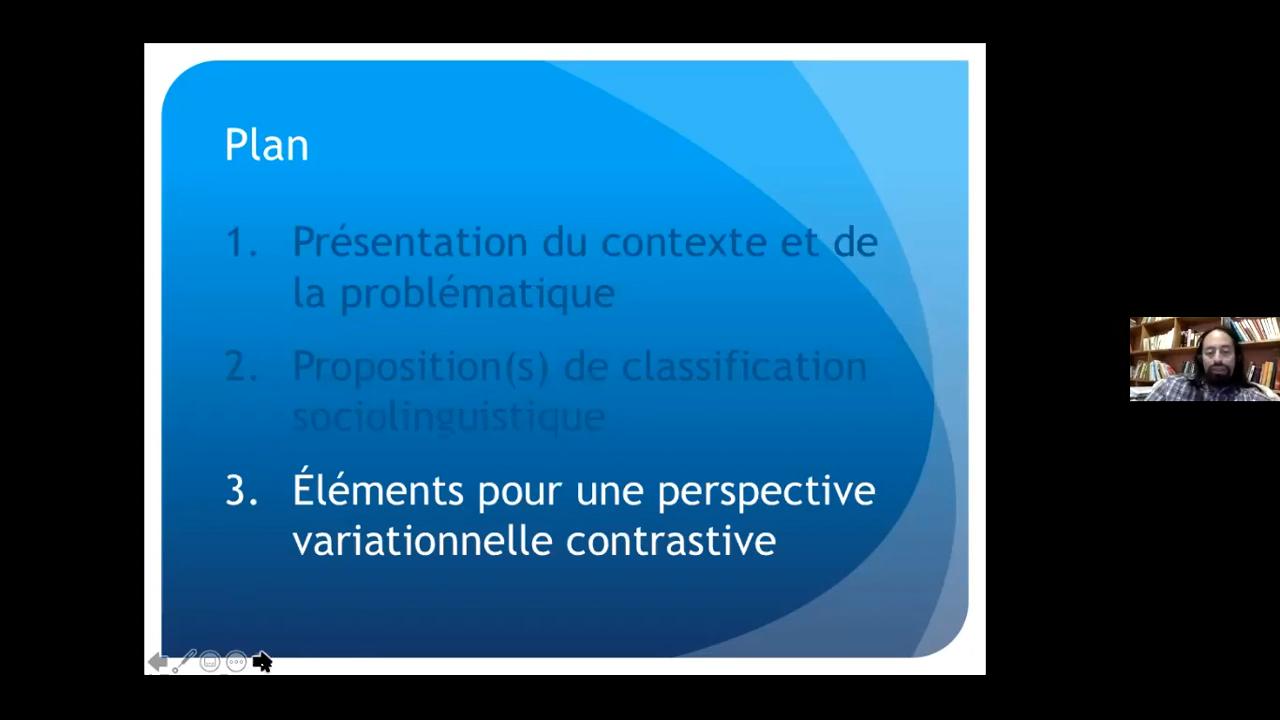 Plan
1. Présentation du contexte et de
la problématique
2. Proposition(s) de classification
sociolinguistique
3. Éléments pour une perspective
variationnelle contrastive